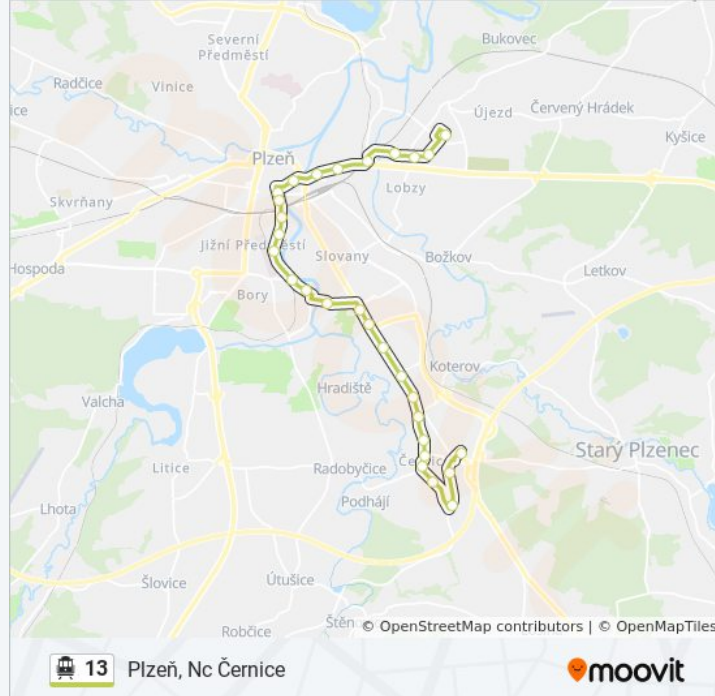 Severní
Předměstí
Bukovec
Radčice
Vinice
Újezd
Červený Hrádek
ice
Kyšice
Plzeň
Lobzy
Skvrňany
Jižní Předměstí
Slovany
Božkov
Hospoda
Letkov
Bory
Koterov
Hradiště
Valcha
Starý Plzenec
Litice
Radobyčice
Podhájí
Lhota
Šlovice
Útušice
Štěn
Robčice
© OpenStreetMap contributors | © OpenMapTiles
13 Plzeň, Nc Černice
moovit